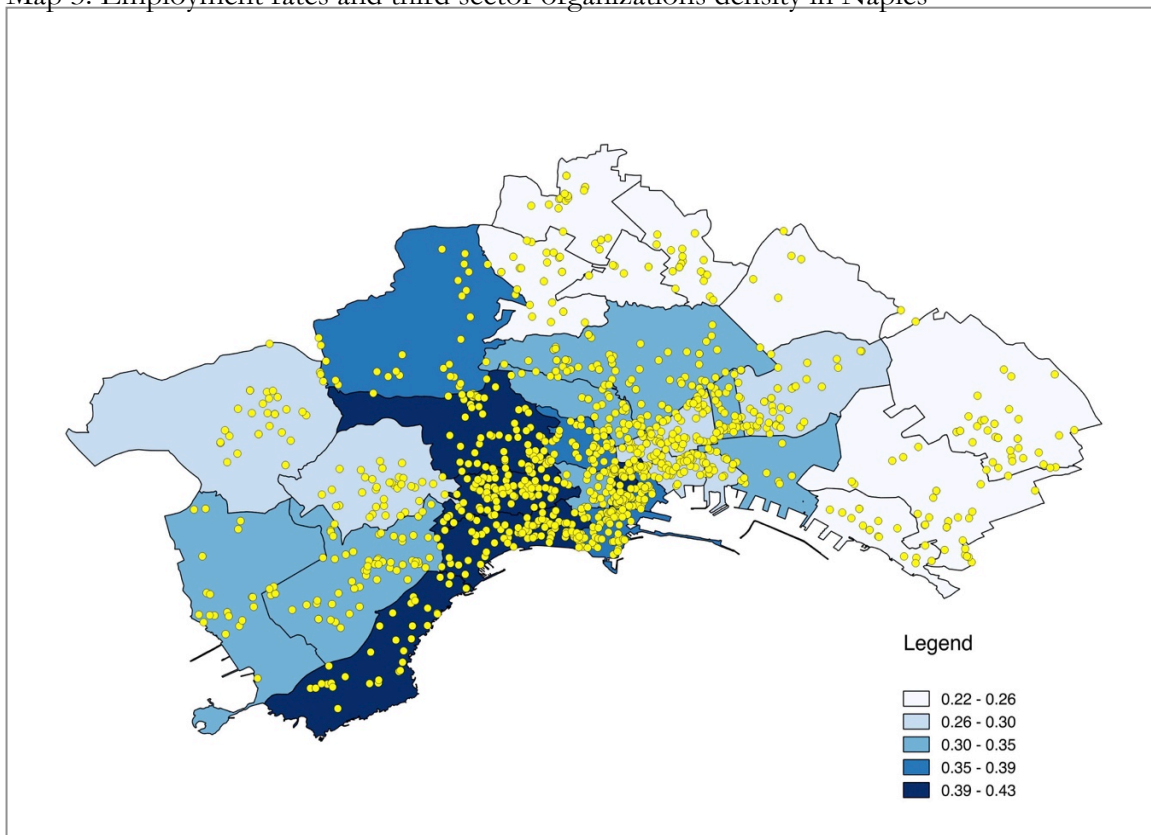 Map 3. Employment rates and third sector organizations density in Naples
Legend
0.22 - 0.26
0.26 - 0.30
0.30 - 0.35
0.35 - 0.39
0.39 - 0.43